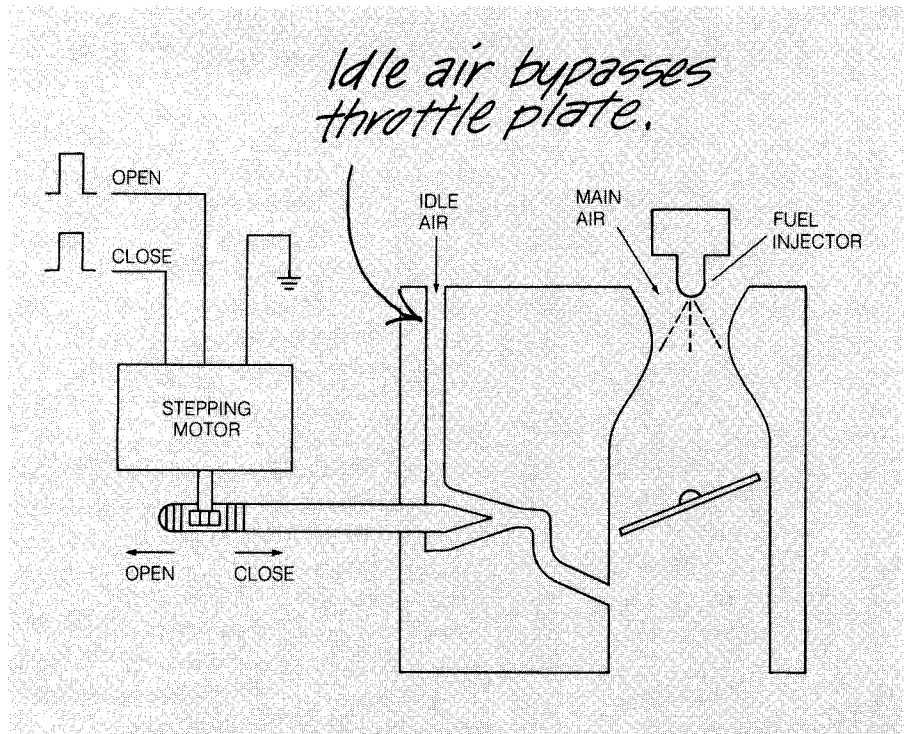 Idle air bypasses
throttle plate.
OPEN
CLOSE
IDLE
AIR
MAIN
AIR
FUEL
INJECTOR
STEPPING
MOTOR
OPEN
CLOSE